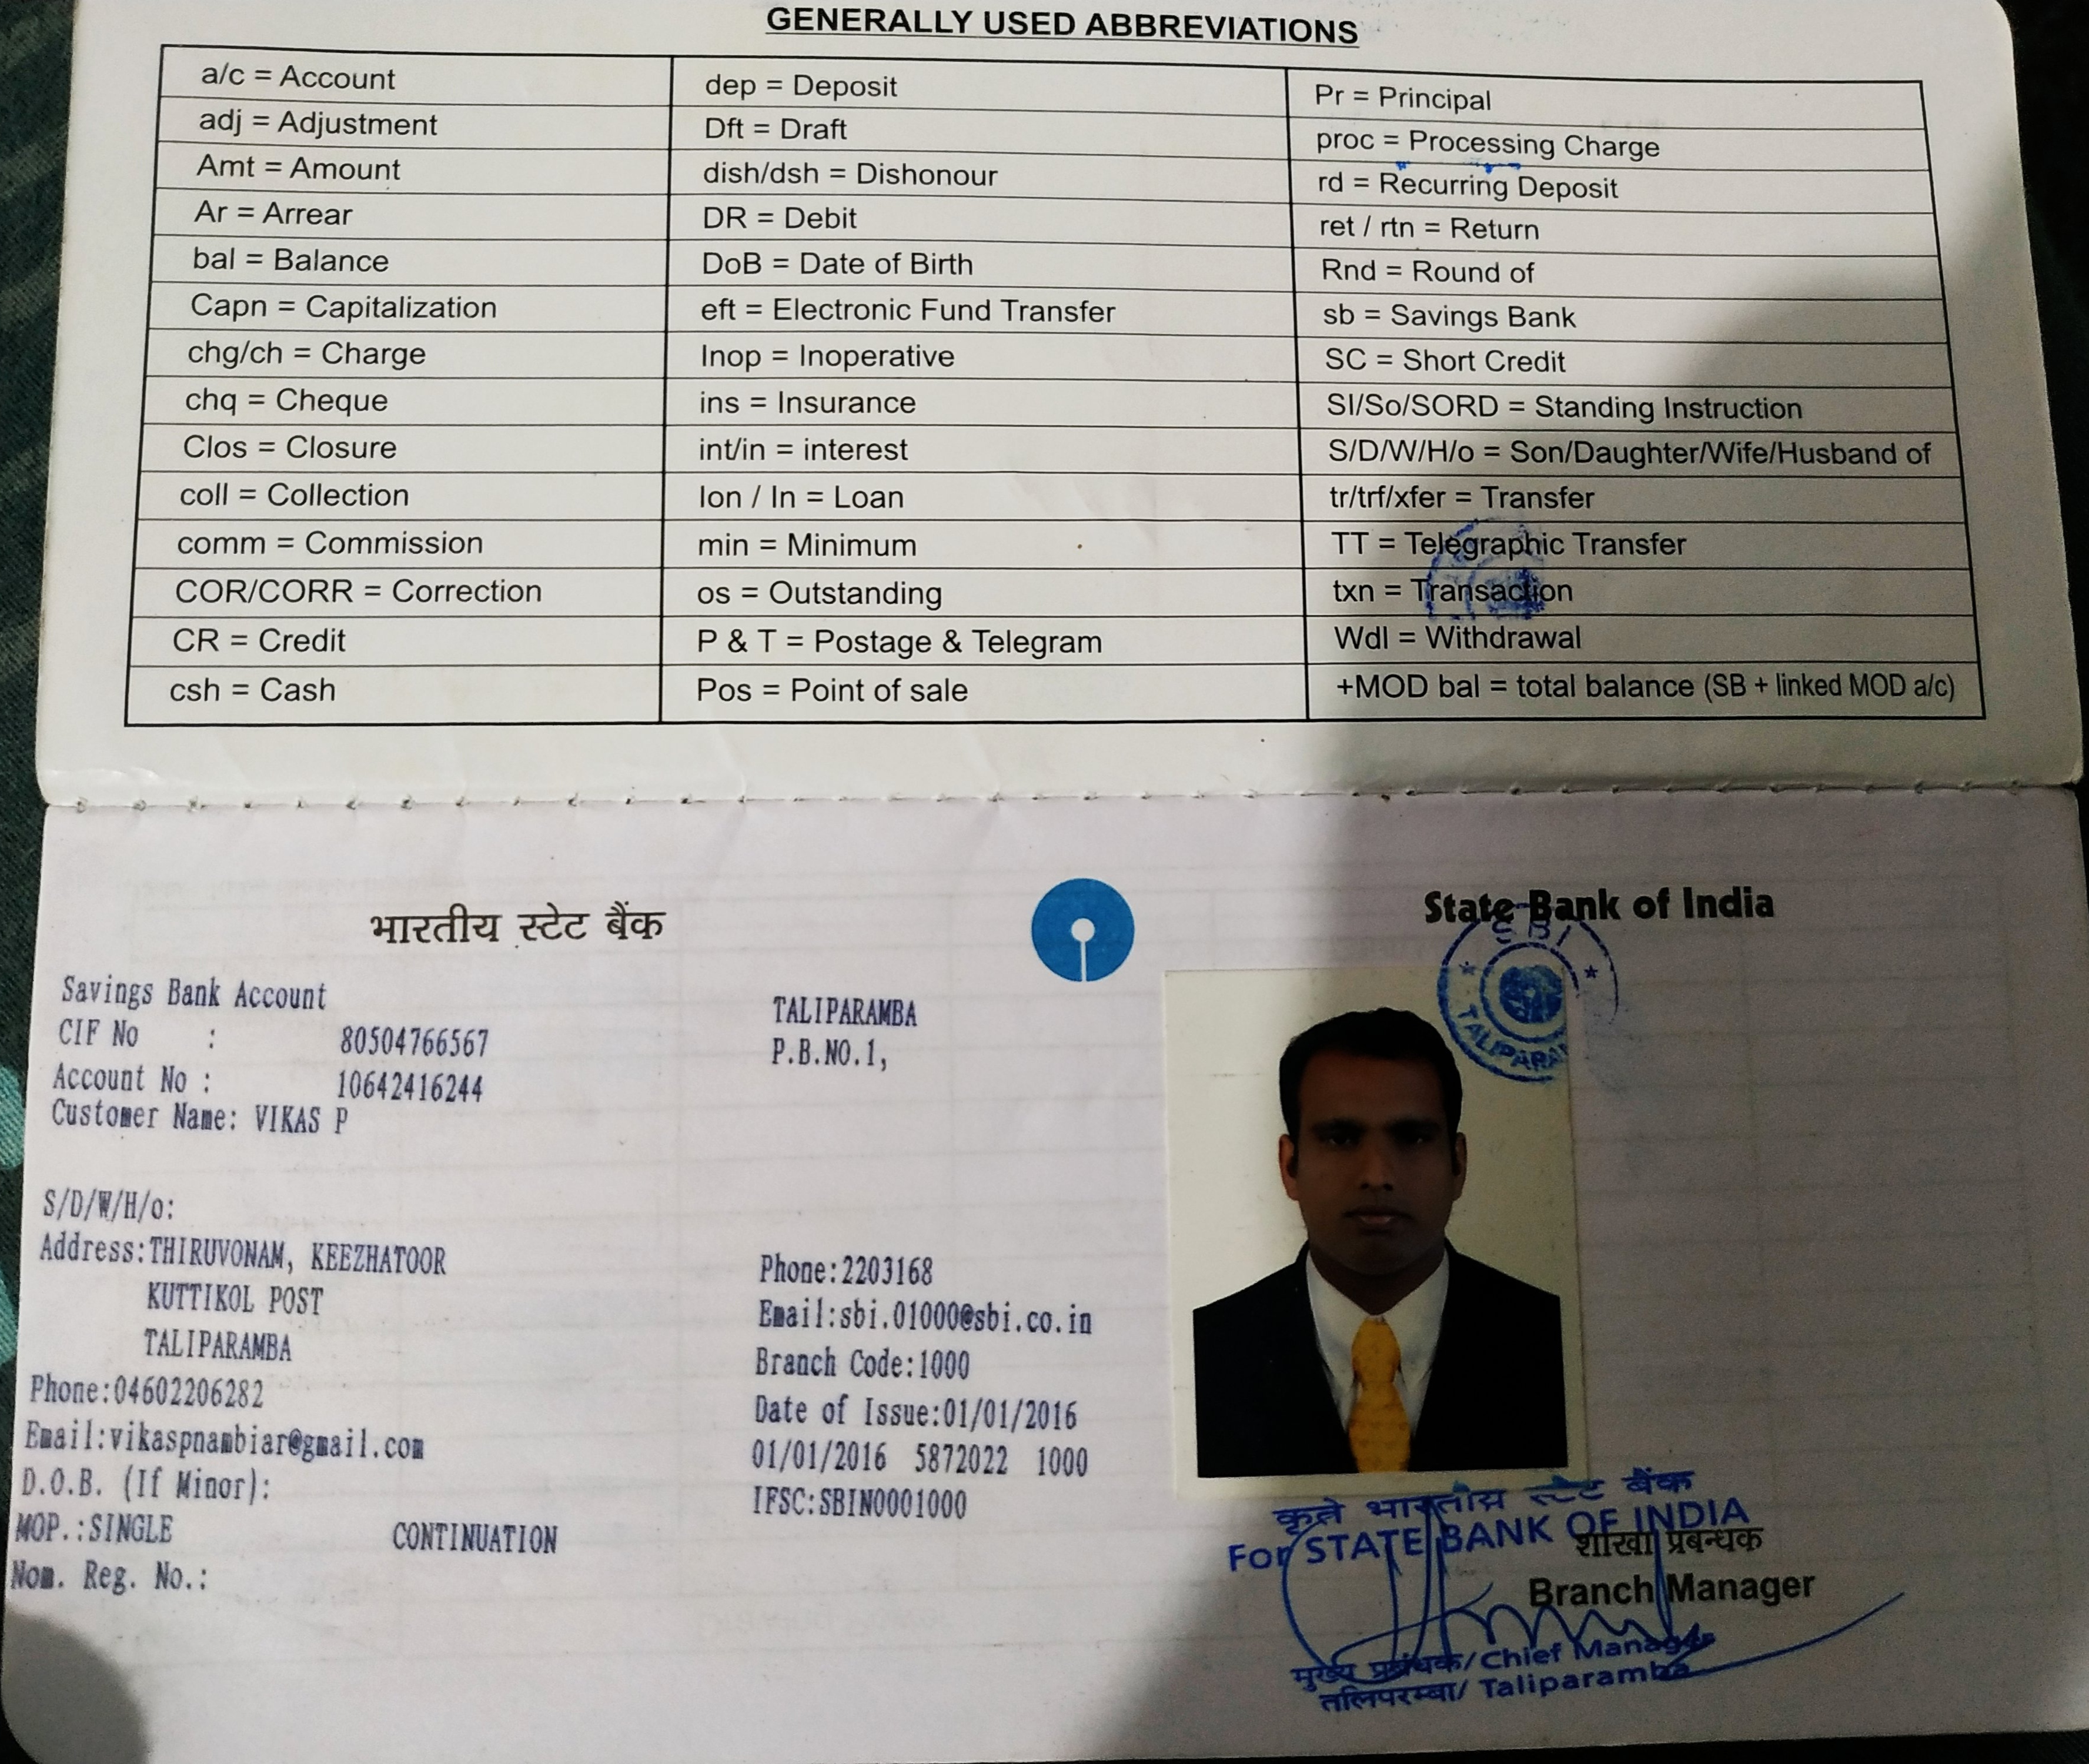 GENERALLY USED ABBREVIATIONS
a/c = Account
adj = Adjustment
Amt = Amount
Ar = Arrear
bal = Balance
Capn = Capitalization
chg/ch = Charge
chq = Cheque
Clos = Closure
coll = Collection
comm = Commission
COR/CORR = Correction
CR = Credit
csh = Cash
dep = Deposit
Dft = Draft
dish/dsh = Dishonour
DR = Debit
DoB = Date of Birth
eft = Electronic Fund Transfer
Inop = Inoperative
ins = Insurance
int/in = interest
lon / ln = Loan
min = Minimum
os = Outstanding
P & T = Postage & Telegram
Pos = Point of sale
Pr = Principal
proc = Processing Charge
rd = Recurring Deposit
ret / rtn = Return
Rnd = Round of
sb = Savings Bank
SC = Short Credit
SI/So/SORD = Standing Instruction
S/D/W/H/o = Son/Daughter/Wife/Husband of
tr/trf/xfer = Transfer
TT = Telegraphic Transfer
txn = Transaction
Wdl = Withdrawal
+MOD bal = total balance (SB + linked MOD a/c)
भारतीय स्टेट बैंक
State Bank of India
Savings Bank Account
CIF No : 80504766567
Account No : 10642416244
Customer Name: VIKAS P
S/D/W/H/o:
Address:THIRUVONAM, KEEZHATOOR
KUTTIKOL POST
TALIPARAMBA
Phone:04602206282
Email:vikaspnambiar@gmail.com
D.O.B. (If Minor):
MOP.:SINGLE CONTINUATION
Nom. Reg. No.:
TALIPARAMBA
P.B.NO.1,
Phone:2203168
Email:sbi.01000@sbi.co.in
Branch Code:1000
Date of Issue:01/01/2016
01/01/2016 5872022 1000
IFSC:SBIN0001000
SBI
कृते भारतीय स्टेट बैंक
For STATE BANK OF INDIA
शाखा प्रबन्धक
Branch Manager
मुख्य प्रबंधक/Chief Manager
तलिपरम्बा/ Taliparamba